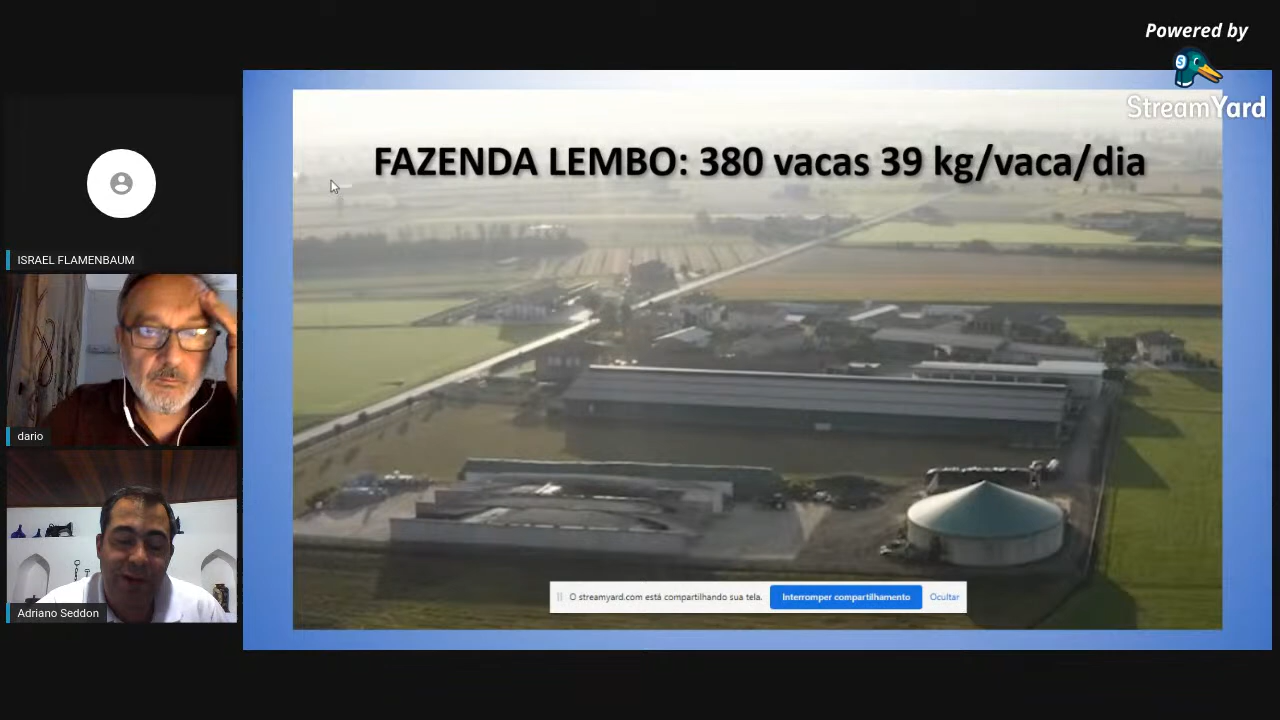 Powered by
StreamYard
FAZENDA LEMBO: 380 vacas 39 kg/vaca/dia
ISRAEL FLAMENBAUM
dario
Adriano Seddon
O streamyard.com está compartilhando sua tela.
Interromper compartilhamento
Ocultar